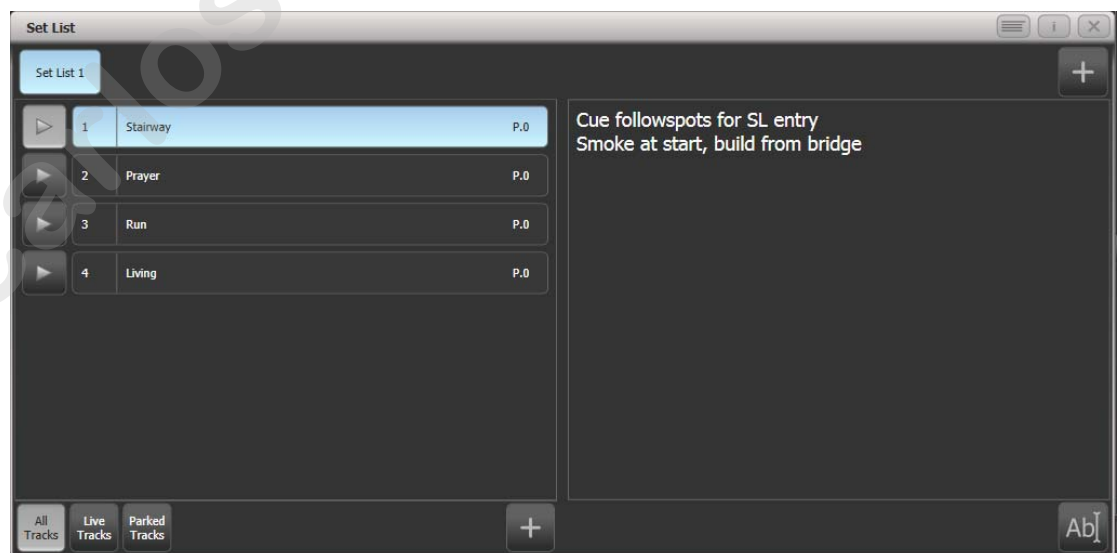 Set List
i
Set List 1
1 Stairway P.0
2 Prayer P.0
3 Run P.0
4 Living P.0
Cue followspots for SL entry
Smoke at start, build from bridge
All Tracks
Live Tracks
Parked Tracks
Ab
carlos